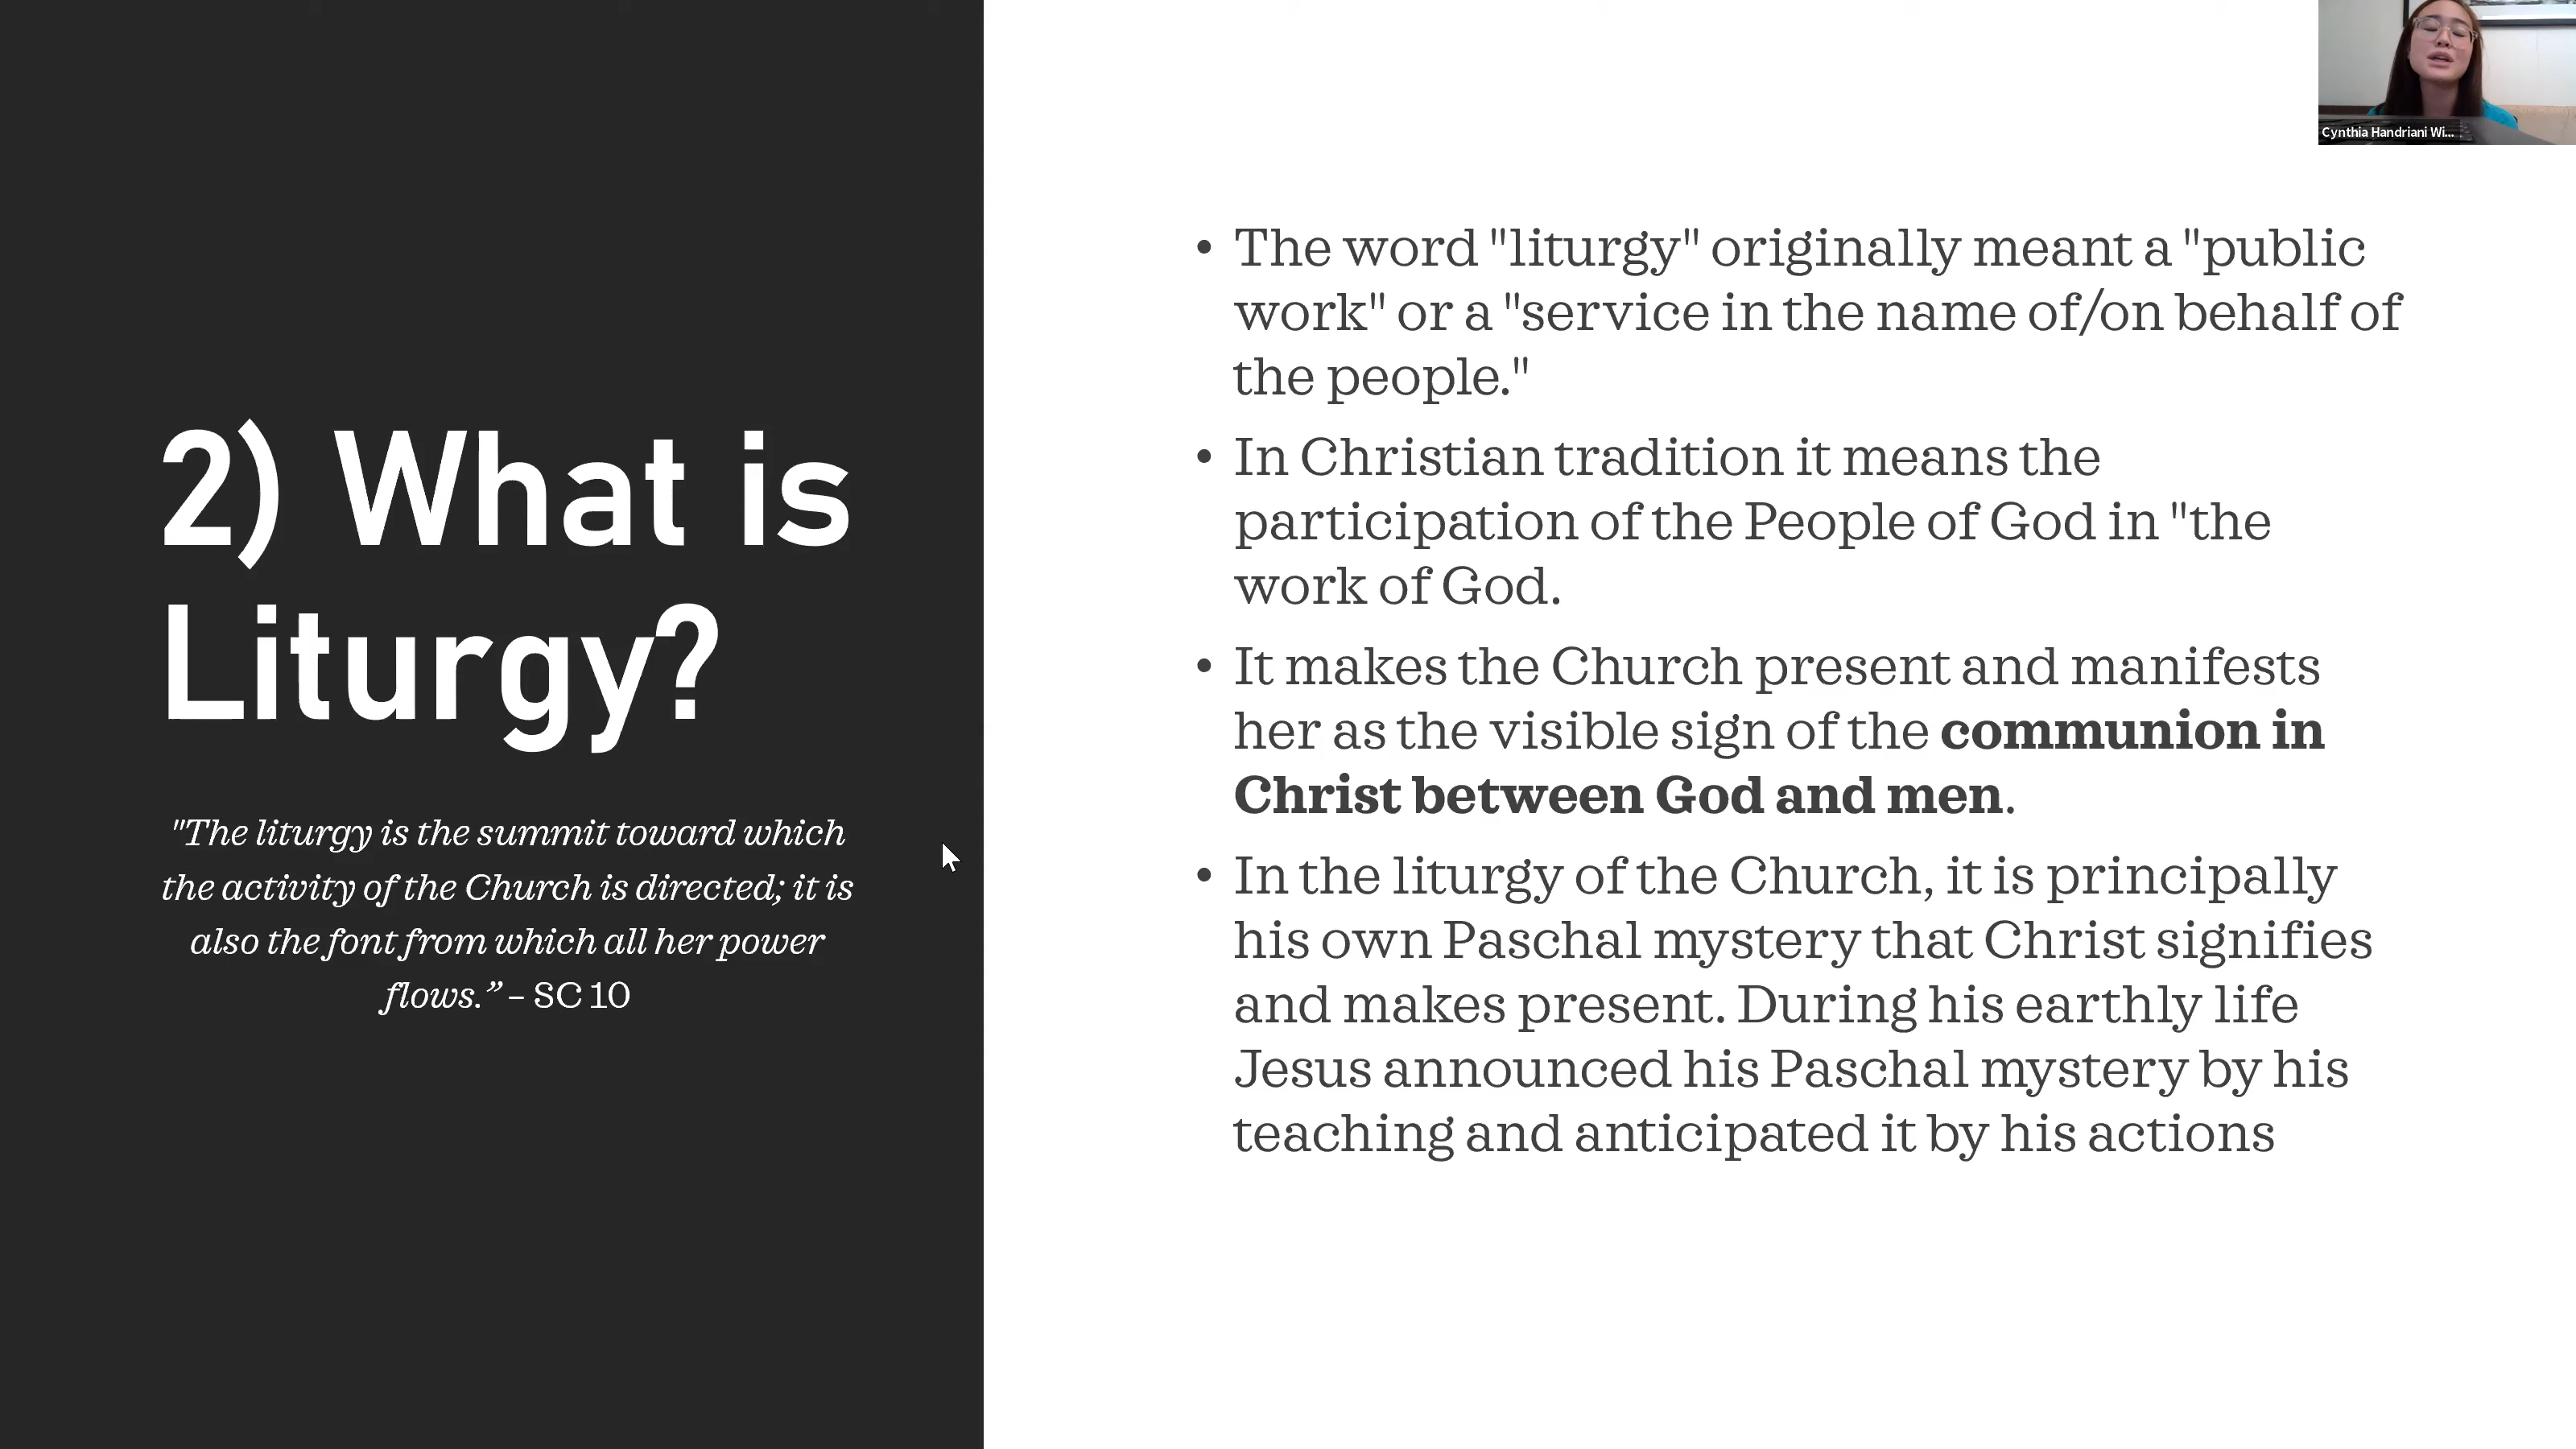 2) What is
Liturgy?
"The liturgy is the summit toward which
the activity of the Church is directed; it is
also the font from which all her power
flows.” – SC 10
• The word "liturgy" originally meant a "public
work" or a "service in the name of/on behalf of
the people."
• In Christian tradition it means the
participation of the People of God in "the
work of God.
• It makes the Church present and manifests
her as the visible sign of the communion in
Christ between God and men.
• In the liturgy of the Church, it is principally
his own Paschal mystery that Christ signifies
and makes present. During his earthly life
Jesus announced his Paschal mystery by his
teaching and anticipated it by his actions
Cynthia Handriani Wi...